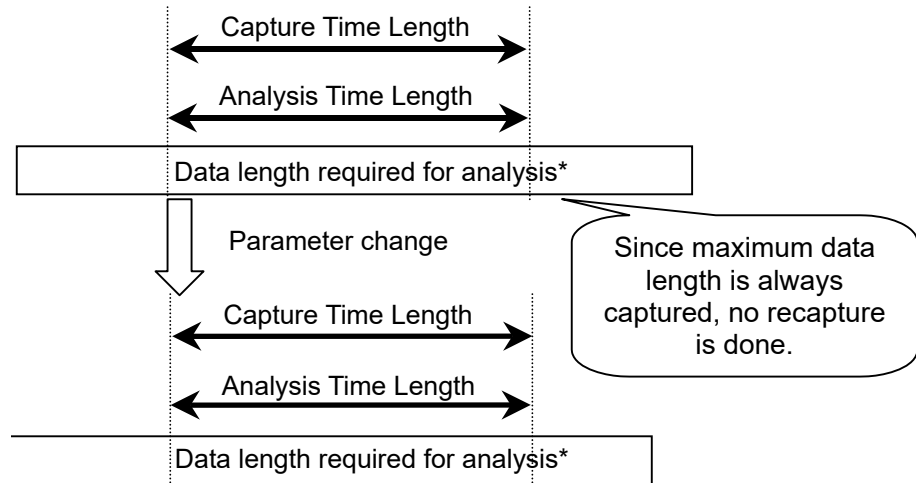 Capture Time Length
Analysis Time Length
Data length required for analysis*
Parameter change
Since maximum data
length is always
captured, no recapture
is done.
Capture Time Length
Analysis Time Length
Data length required for analysis*